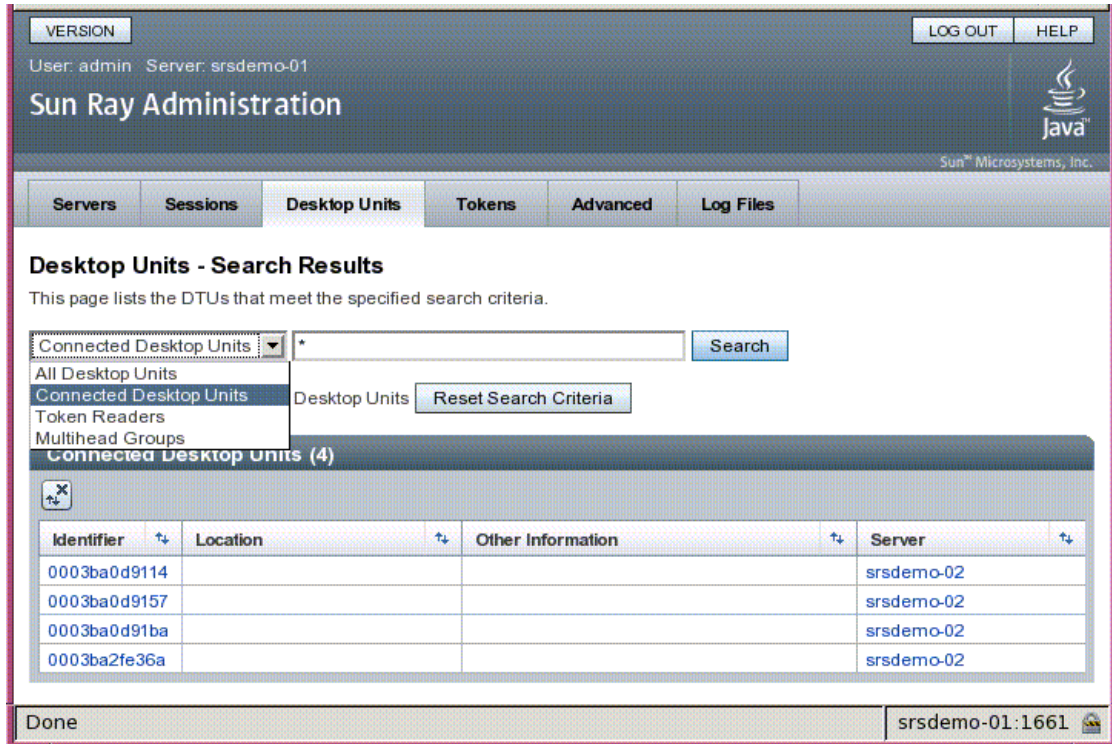 VERSION
LOG OUT
HELP
User: admin Server: srsdemo-01
Sun Ray Administration
Java™
Sun™ Microsystems, Inc.
Servers
Sessions
Desktop Units
Tokens
Advanced
Log Files
Desktop Units - Search Results
This page lists the DTUs that meet the specified search criteria.
Connected Desktop Units
*
Search
All Desktop Units
Connected Desktop Units
Token Readers
Multihead Groups
Desktop Units
Reset Search Criteria
Connected Desktop Units (4)
Identifier Location Other Information Server
0003ba0d9114 srsdemo-02
0003ba0d9157 srsdemo-02
0003ba0d91ba srsdemo-02
0003ba2fe36a srsdemo-02
Done
srsdemo-01:1661